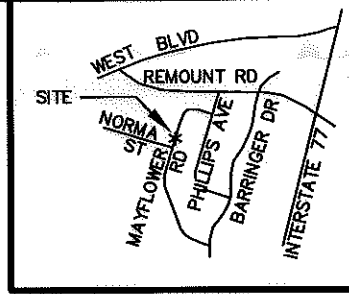 WEST BLVD
REMOUNT RD
SITE
NORMA ST
MAYFLOWER RD
PHILLIPS AVE
BARRINGER DR
INTERSTATE 77